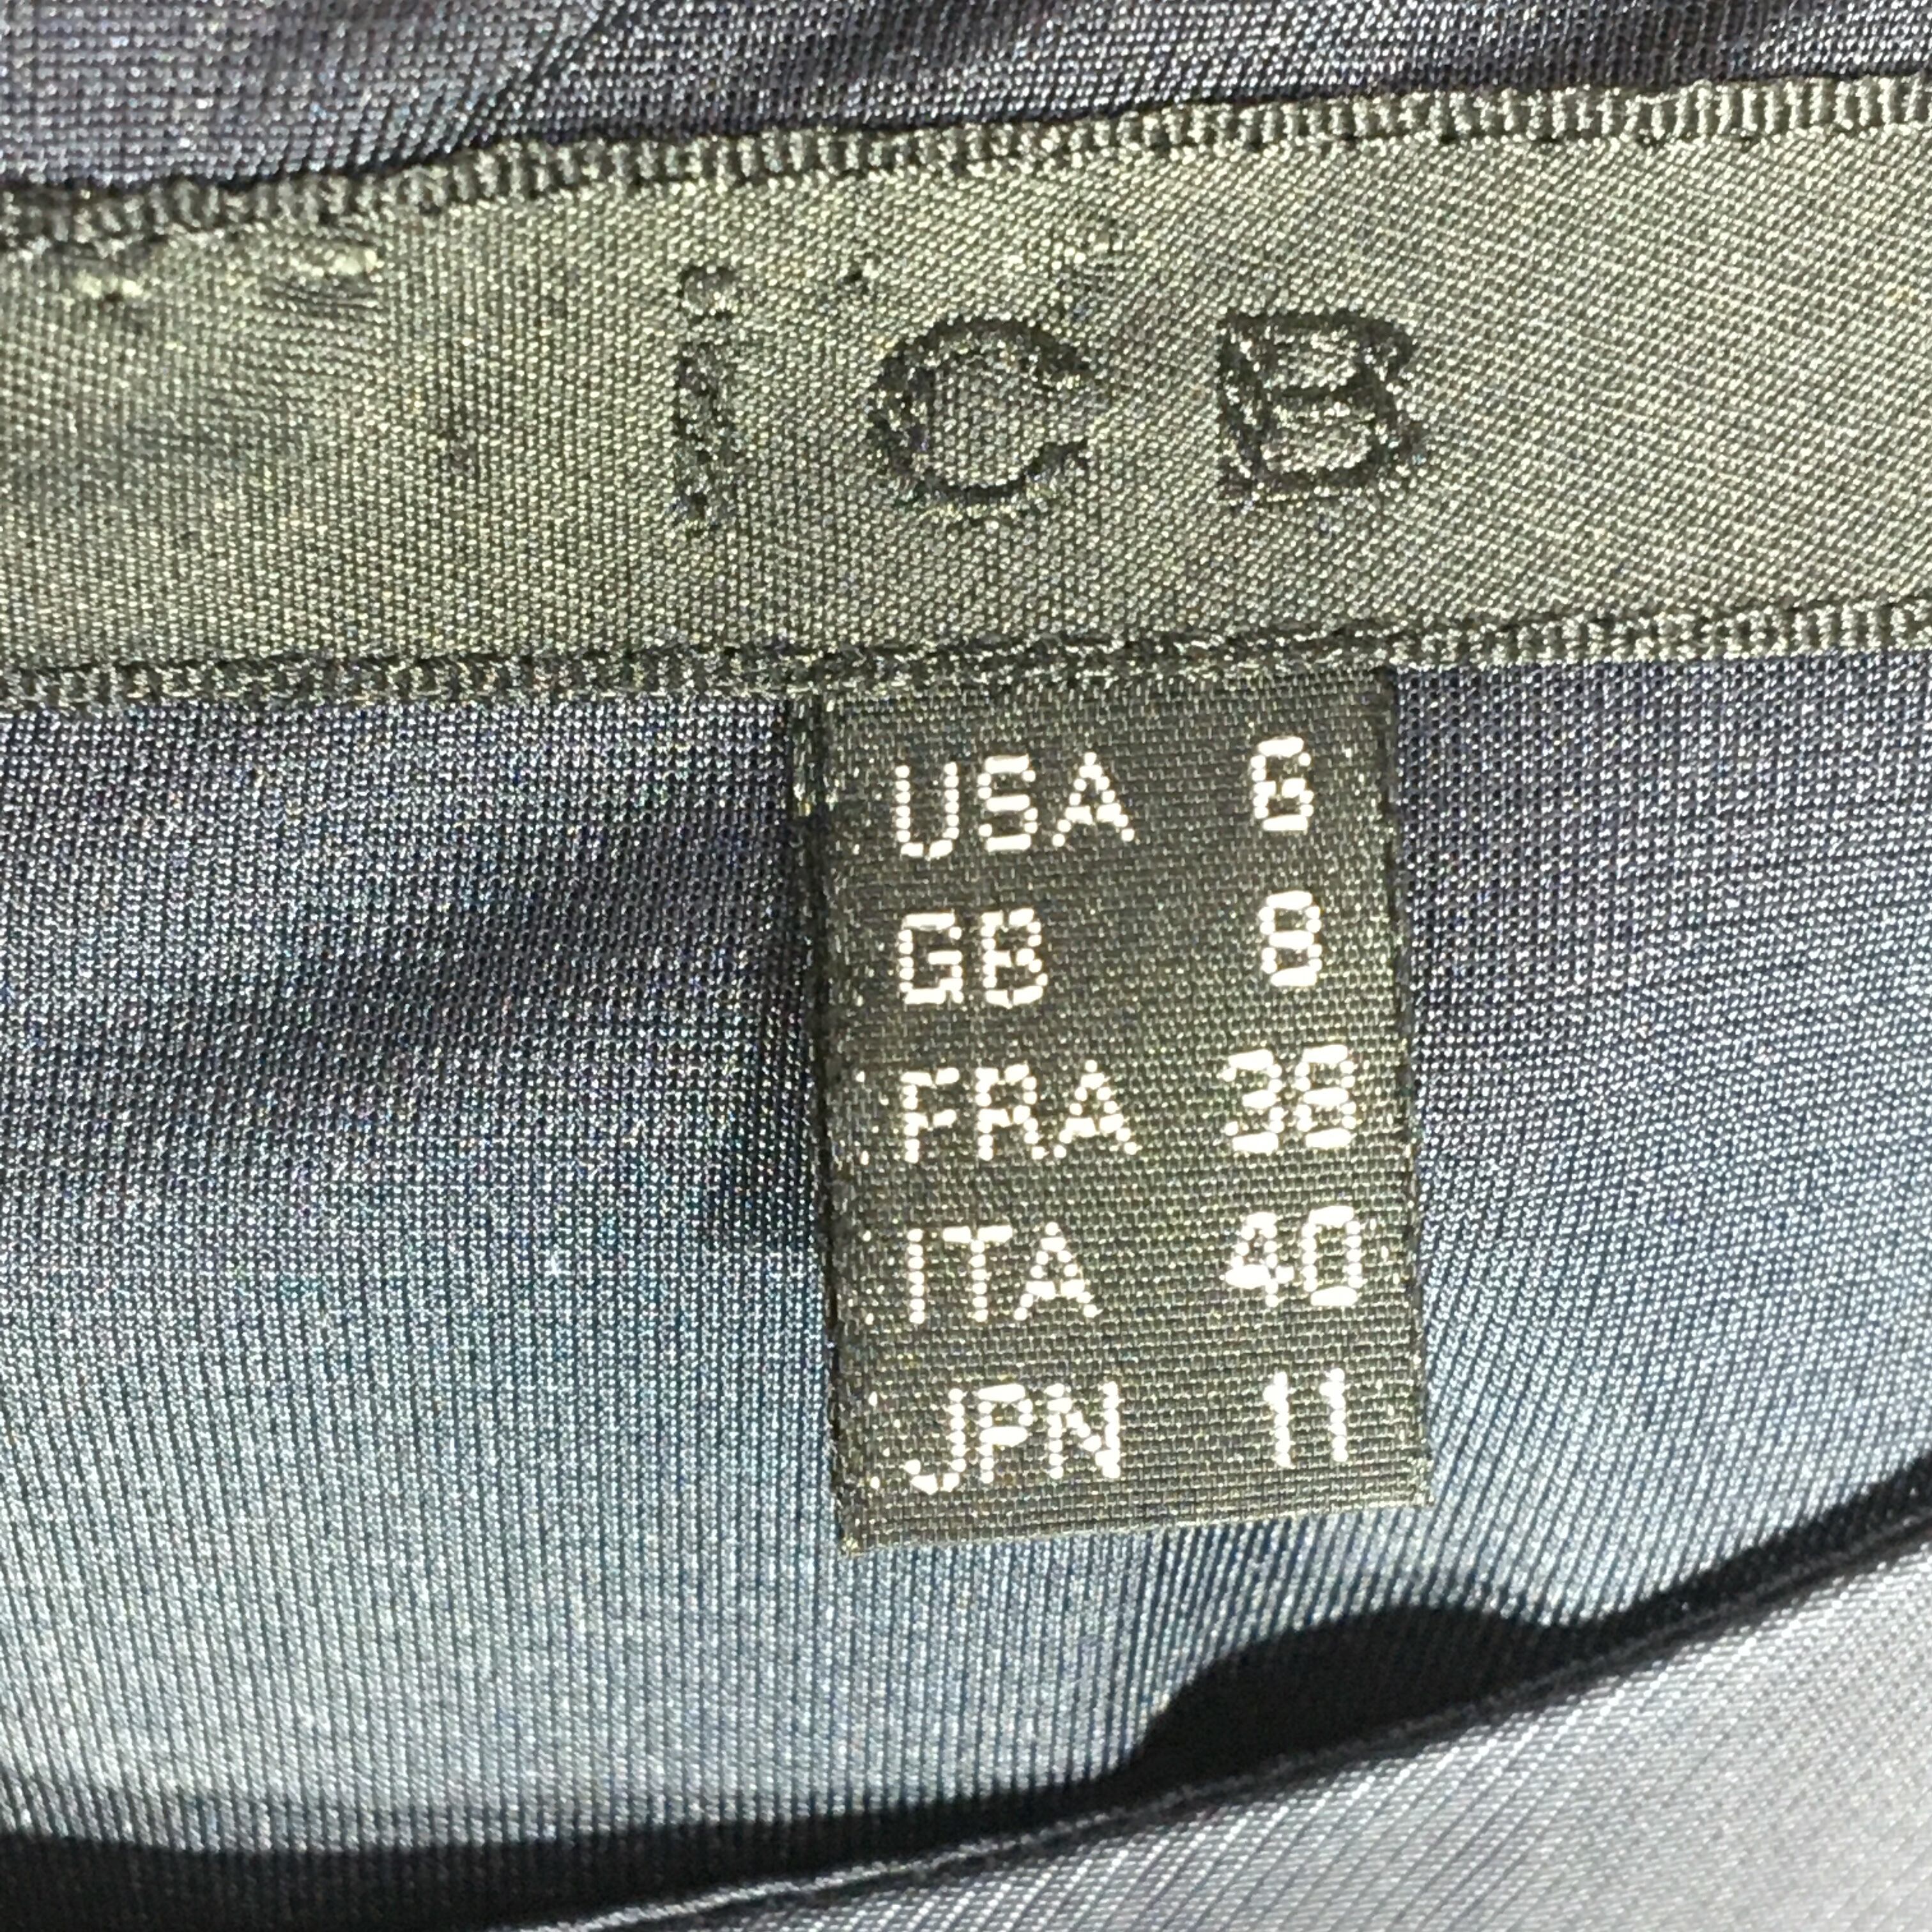 iCB
USA 6
GB 8
FRA 38
ITA 40
JPN 11